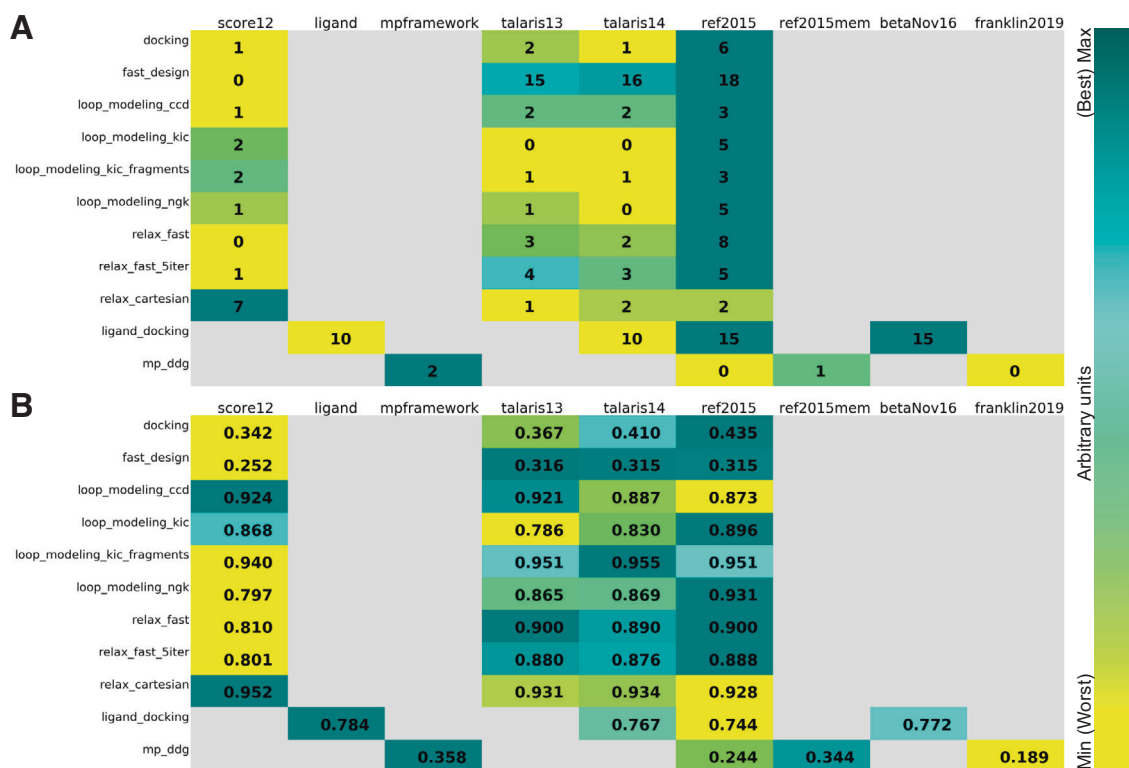 A
score12 ligand mpframework talaris13 talaris14 ref2015 ref2015mem betaNov16 franklin2019
docking 1 2 1 6
fast_design 0 15 16 18
loop_modeling_ccd 1 2 2 3
loop_modeling_kic 2 0 0 5
loop_modeling_kic_fragments 2 1 1 3
loop_modeling_ngk 1 1 0 5
relax_fast 0 3 2 8
relax_fast_5iter 1 4 3 5
relax_cartesian 7 1 2 2
ligand_docking 10 10 15 15
mp_ddg 2 0 1 0
B
score12 ligand mpframework talaris13 talaris14 ref2015 ref2015mem betaNov16 franklin2019
docking 0.342 0.367 0.410 0.435
fast_design 0.252 0.316 0.315 0.315
loop_modeling_ccd 0.924 0.921 0.887 0.873
loop_modeling_kic 0.868 0.786 0.830 0.896
loop_modeling_kic_fragments 0.940 0.951 0.955 0.951
loop_modeling_ngk 0.797 0.865 0.869 0.931
relax_fast 0.810 0.900 0.890 0.900
relax_fast_5iter 0.801 0.880 0.876 0.888
relax_cartesian 0.952 0.931 0.934 0.928
ligand_docking 0.784 0.767 0.744 0.772
mp_ddg 0.358 0.244 0.344 0.189
(Best) Max
Arbitrary units
Min (Worst)